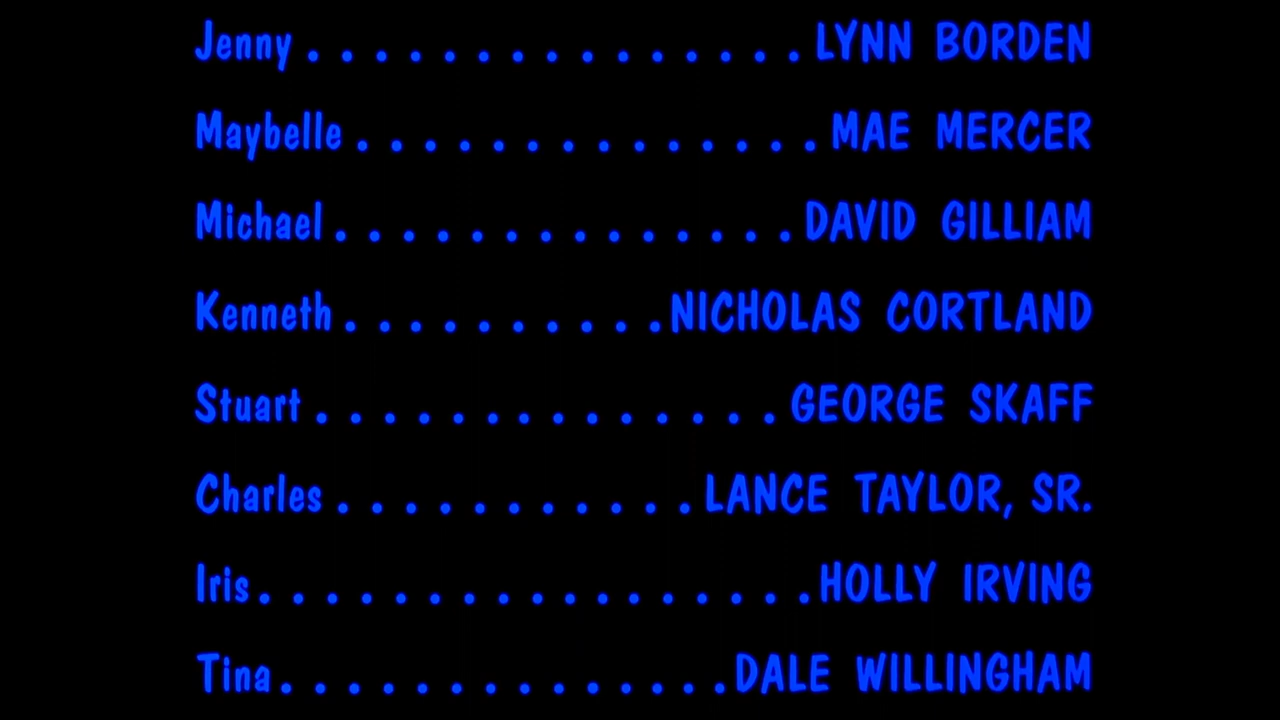 Jenny . . . . . . . . . . . . . . . LYNN BORDEN
Maybelle . . . . . . . . . . . . . . MAE MERCER
Michael . . . . . . . . . . . . . . DAVID GILLIAM
Kenneth . . . . . . . . . . NICHOLAS CORTLAND
Stuart . . . . . . . . . . . . . . GEORGE SKAFF
Charles . . . . . . . . . . . LANCE TAYLOR, SR.
Iris . . . . . . . . . . . . . . . . . HOLLY IRVING
Tina . . . . . . . . . . . . . . DALE WILLINGHAM